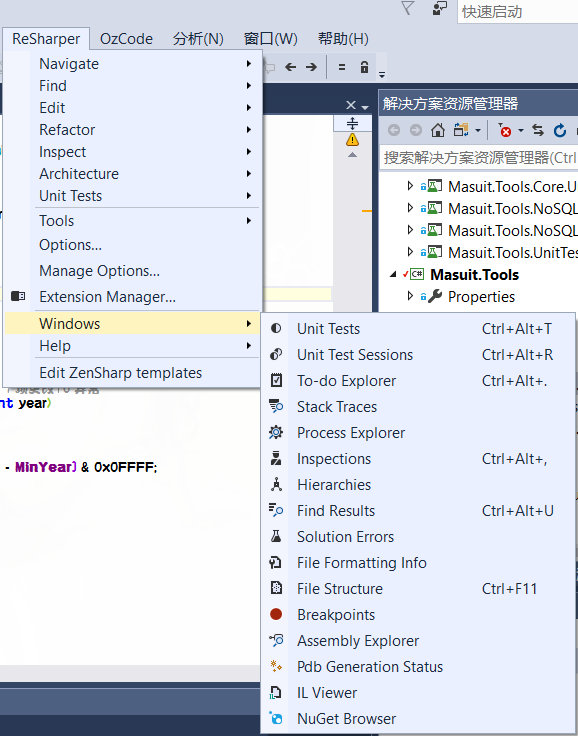 快速启动
ReSharper OzCode 分析(N) 窗口(W) 帮助(H)
Navigate
Find
Edit
Refactor
Inspect
Architecture
Unit Tests
Tools
Options...
Manage Options...
Extension Manager...
Windows
Help
Edit ZenSharp templates
解决方案资源管理器
搜索解决方案资源管理器(Ctrl
Masuit.Tools.Core.U
Masuit.Tools.NoSQL
Masuit.Tools.NoSQL
Masuit.Tools.UnitTes
C# Masuit.Tools
Properties
Unit Tests Ctrl+Alt+T
Unit Test Sessions Ctrl+Alt+R
To-do Explorer Ctrl+Alt+.
Stack Traces
Process Explorer
Inspections Ctrl+Alt+,
Hierarchies
Find Results Ctrl+Alt+U
Solution Errors
File Formatting Info
File Structure Ctrl+F11
Breakpoints
Assembly Explorer
Pdb Generation Status
IL Viewer
NuGet Browser
nt year)
- MinYear] & 0x0FFFF;